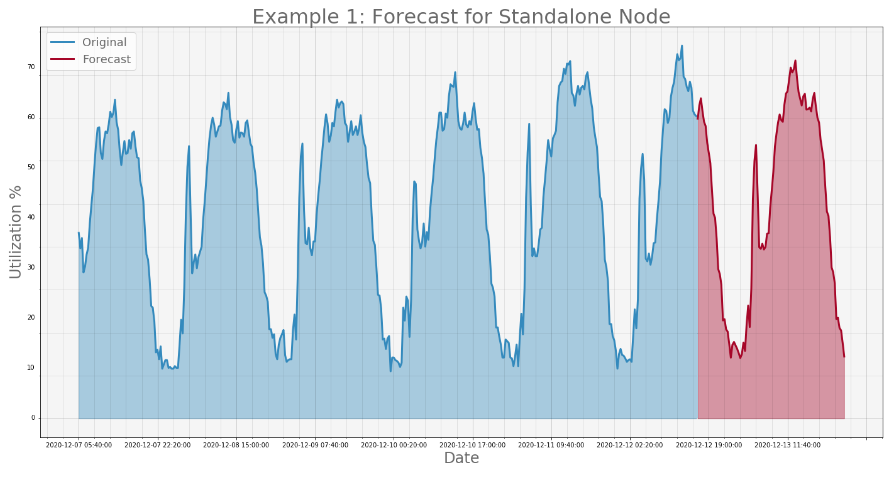 Example 1: Forecast for Standalone Node
Original
Forecast
Utilization %
70
60
50
40
30
20
10
0
2020-12-07 05:40:00 2020-12-07 22:20:00 2020-12-08 15:00:00 2020-12-09 07:40:00 2020-12-10 00:20:00 2020-12-10 17:00:00 2020-12-11 09:40:00 2020-12-12 02:20:00 2020-12-12 19:00:00 2020-12-13 11:40:00
Date